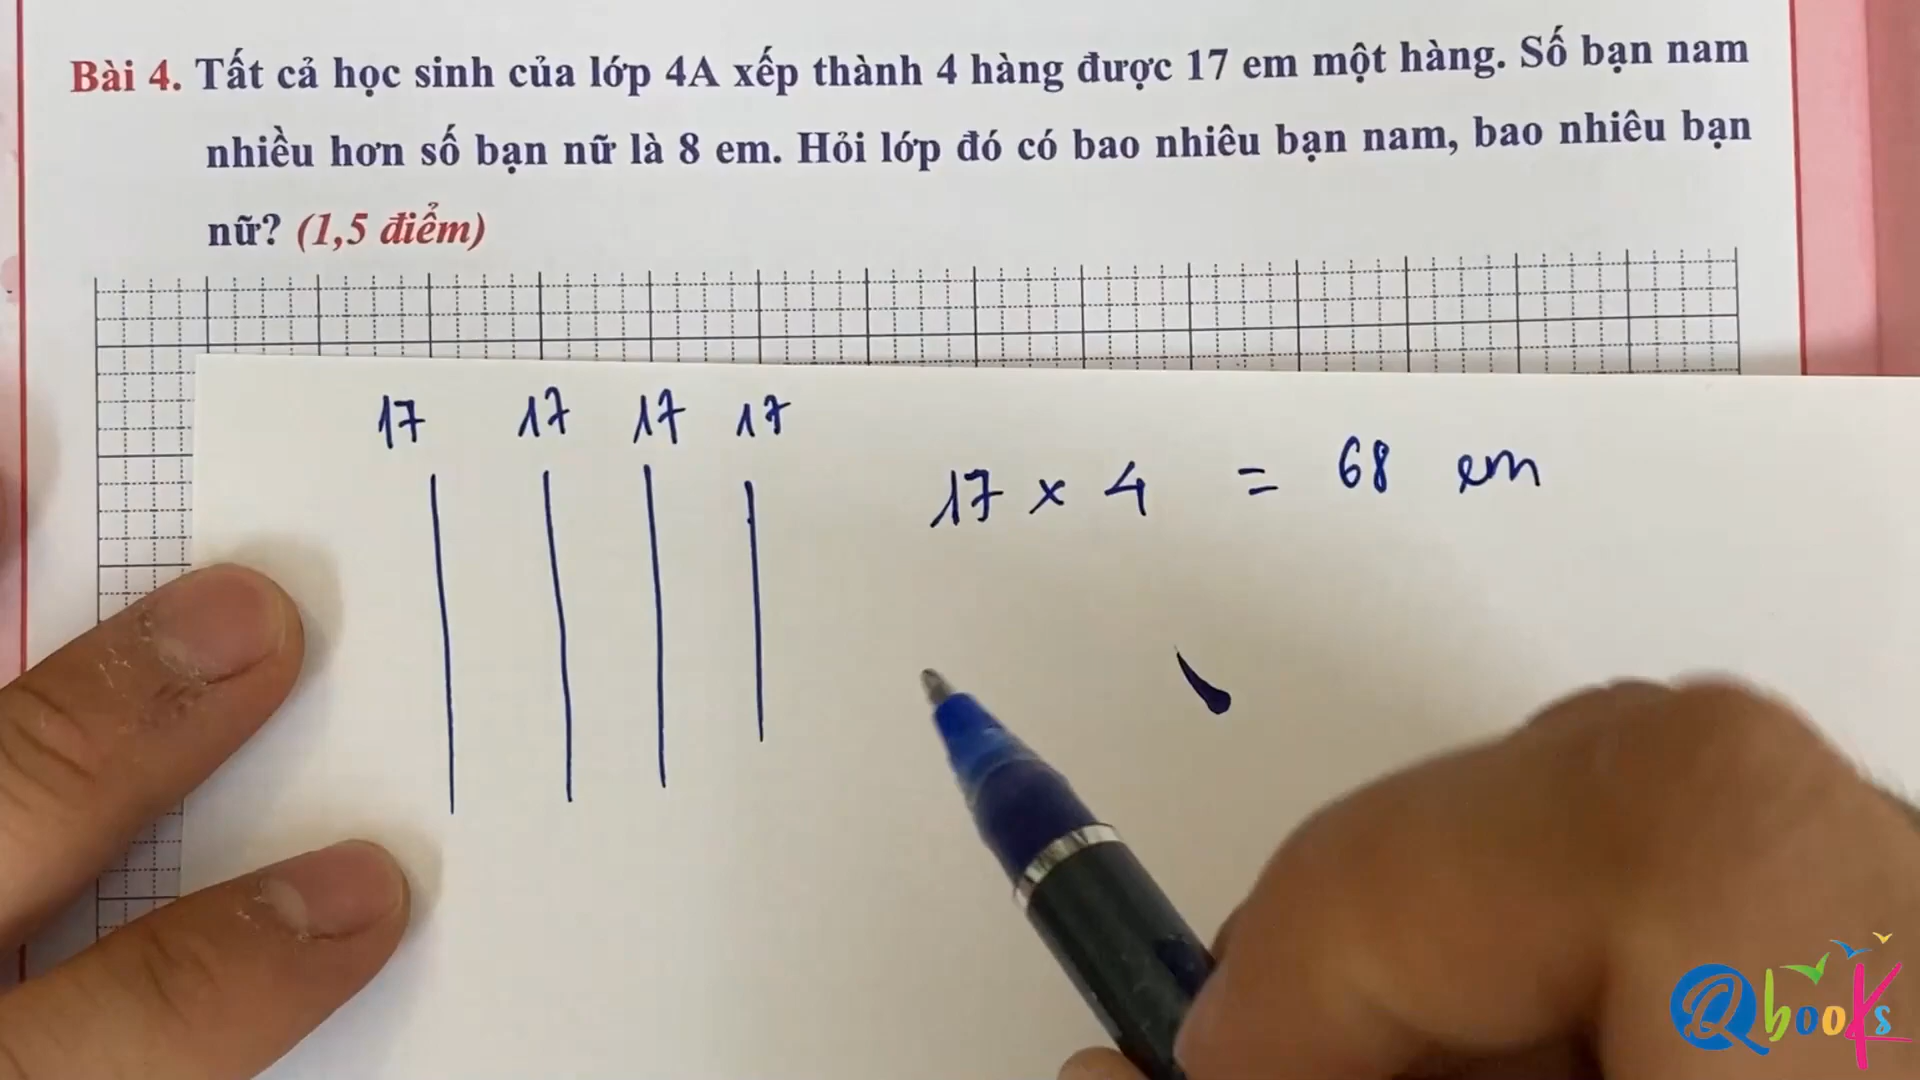 Bài 4. Tất cả học sinh của lớp 4A xếp thành 4 hàng được 17 em một hàng. Số bạn nam
nhiều hơn số bạn nữ là 8 em. Hỏi lớp đó có bao nhiêu bạn nam, bao nhiêu bạn
nữ? (1,5 điểm)
17 17 17 17
17 x 4 = 68 em
Qbooks